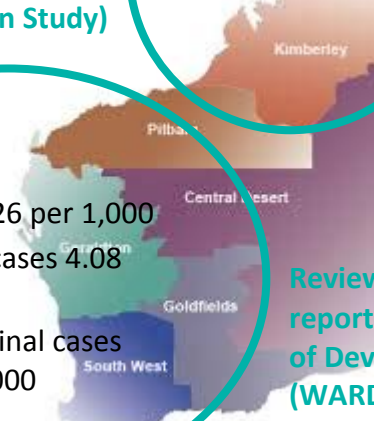 n Study)
Kimberley
Pilbara
26 per 1,000
Central Desert
cases 4.08
Geraldton
Goldfields
Review
report
inal cases
of Dev
South West
000
(WARD